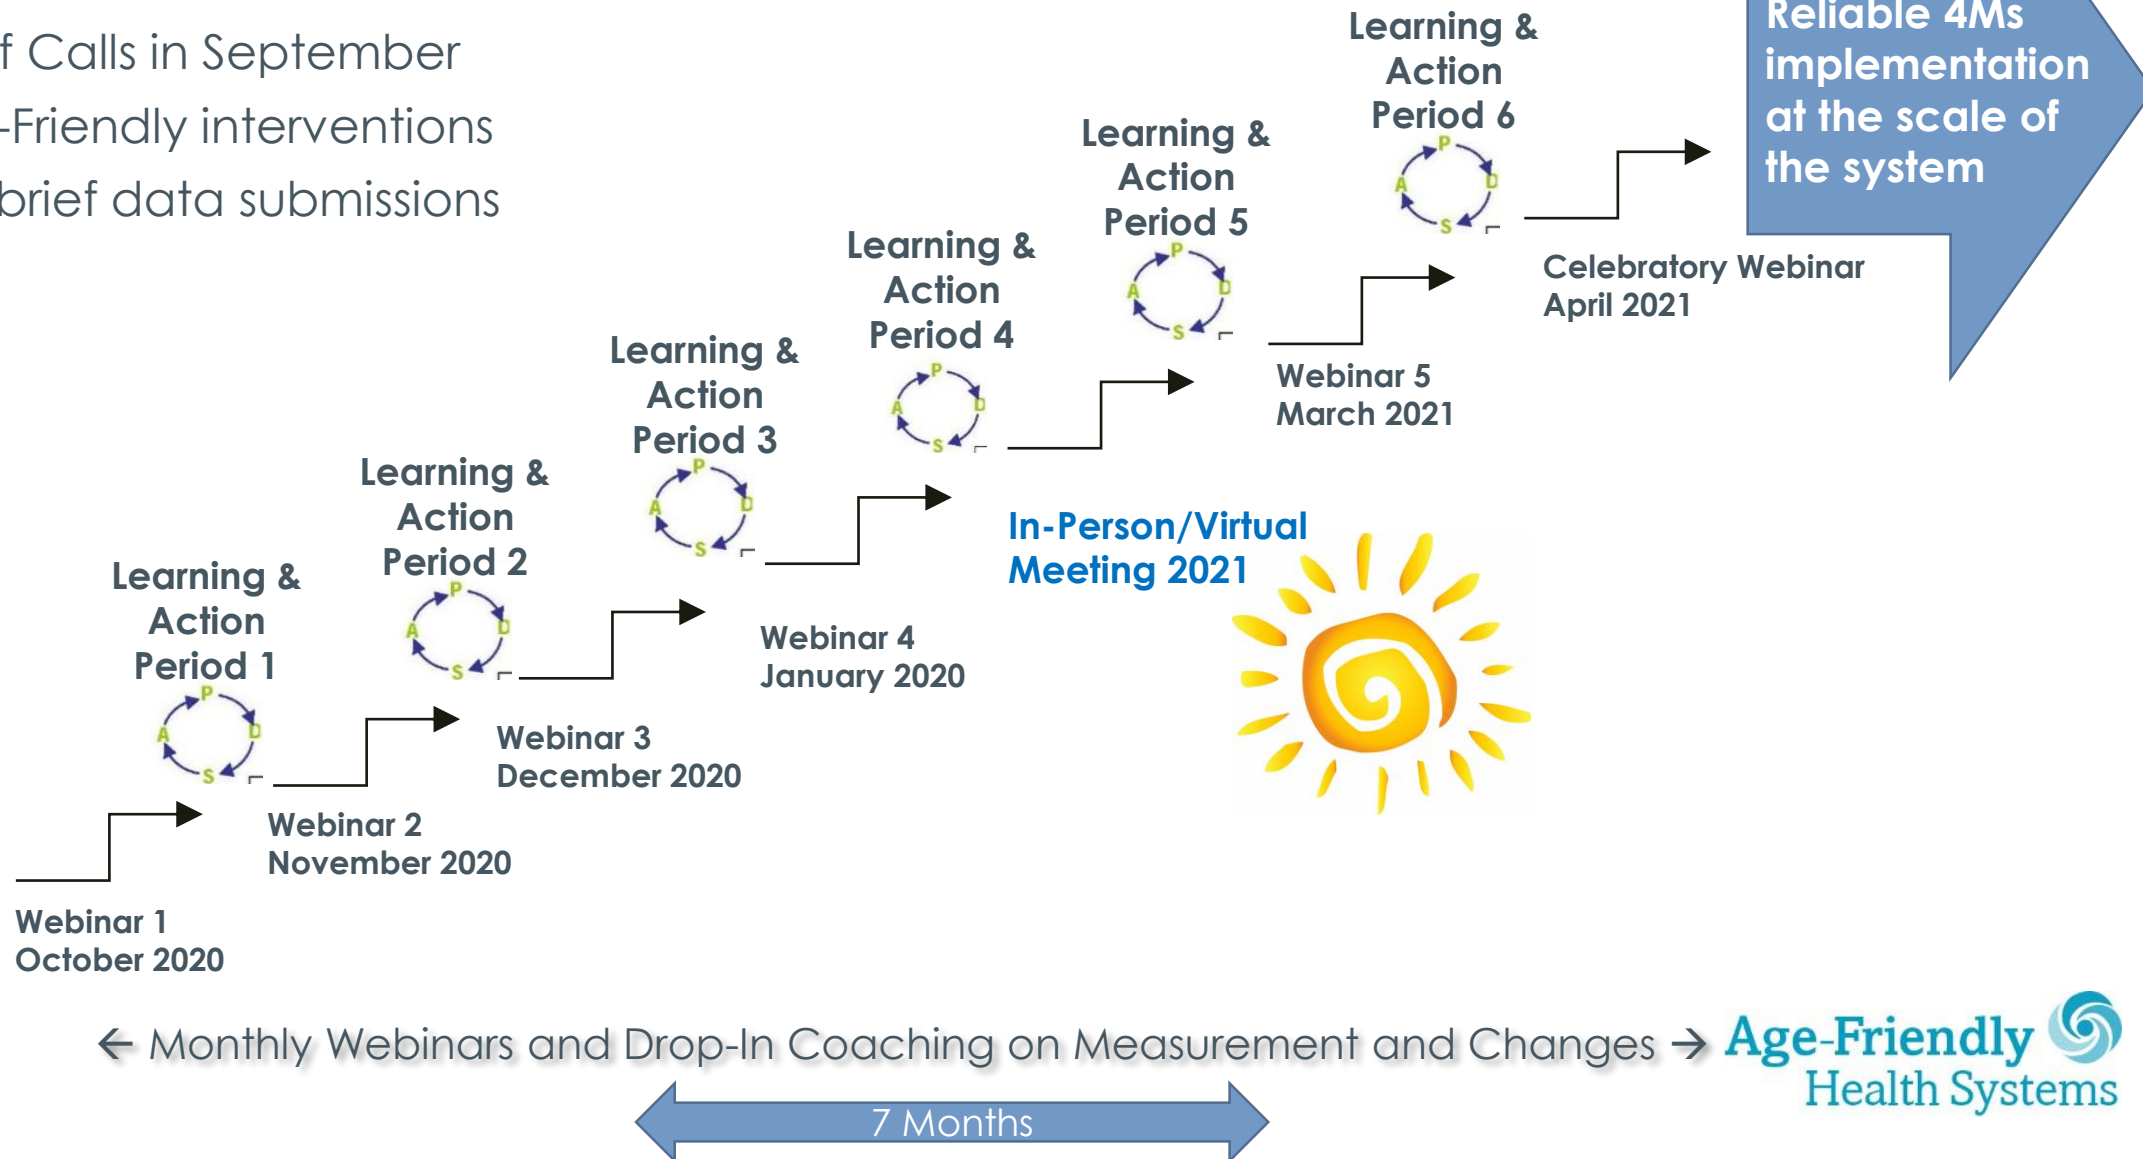 f Calls in September
-Friendly interventions
brief data submissions
Reliable 4Ms
implementation
at the scale of
the system
Learning &
Action
Period 6
P
A
D
S
Learning &
Action
Period 5
P
A
D
S
Learning &
Action
Period 4
P
A
D
S
Learning &
Action
Period 3
P
A
D
S
Learning &
Action
Period 2
P
A
D
S
Learning &
Action
Period 1
P
A
D
S
Celebratory Webinar
April 2021
Webinar 5
March 2021
In-Person/Virtual
Meeting 2021
Webinar 4
January 2020
Webinar 3
December 2020
Webinar 2
November 2020
Webinar 1
October 2020
← Monthly Webinars and Drop-In Coaching on Measurement and Changes →
7 Months
Age-Friendly
Health Systems